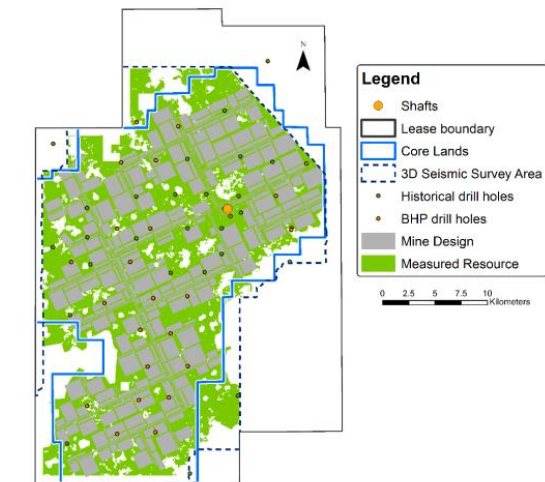 N
Legend
Shafts
Lease boundary
Core Lands
3D Seismic Survey Area
Historical drill holes
BHP drill holes
Mine Design
Measured Resource
0 2.5 5 7.5 10
Kilometers